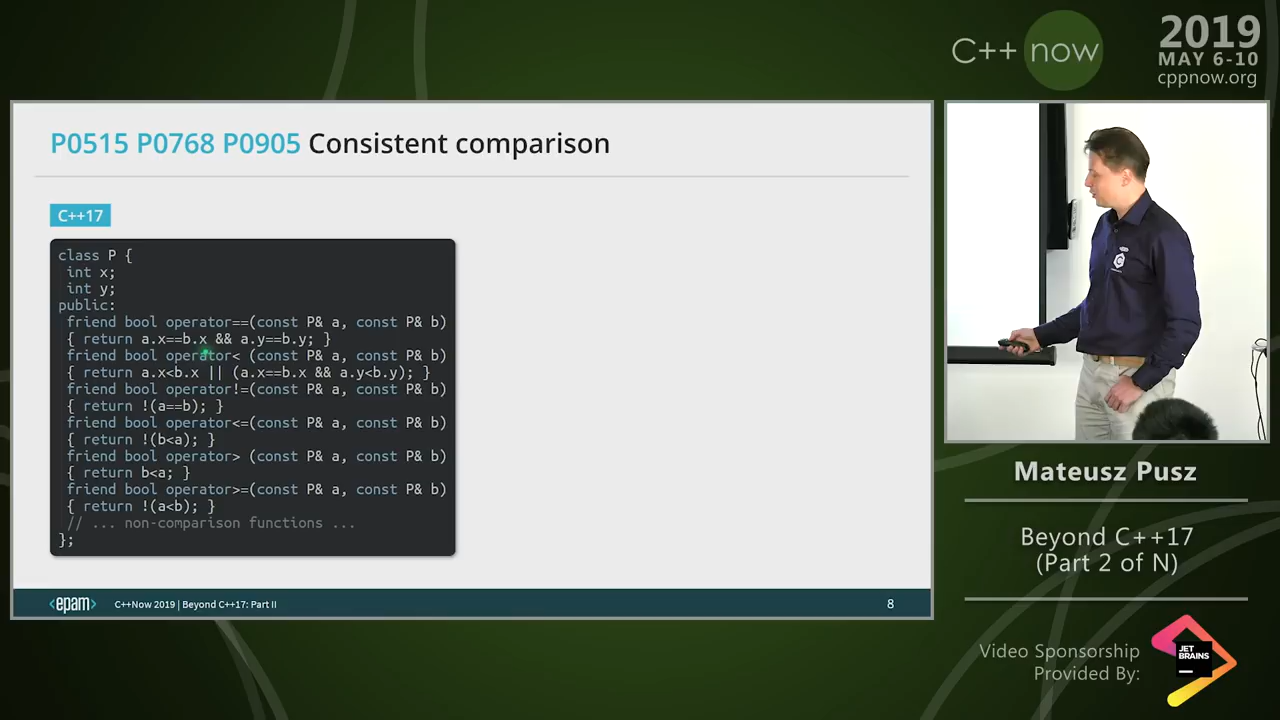 C++ now
2019
MAY 6-10
cppnow.org
P0515 P0768 P0905 Consistent comparison
C++17
class P {
 int x;
 int y;
public:
 friend bool operator==(const P& a, const P& b)
 { return a.x==b.x && a.y==b.y; }
 friend bool operator< (const P& a, const P& b)
 { return a.x<b.x || (a.x==b.x && a.y<b.y); }
 friend bool operator!=(const P& a, const P& b)
 { return !(a==b); }
 friend bool operator<=(const P& a, const P& b)
 { return !(b<a); }
 friend bool operator> (const P& a, const P& b)
 { return b<a; }
 friend bool operator>=(const P& a, const P& b)
 { return !(a<b); }
 // ... non-comparison functions ...
};
<epam>
C++Now 2019 | Beyond C++17: Part II
8
Mateusz Pusz
Beyond C++17
(Part 2 of N)
Video Sponsorship
Provided By:
JET
BRAINS